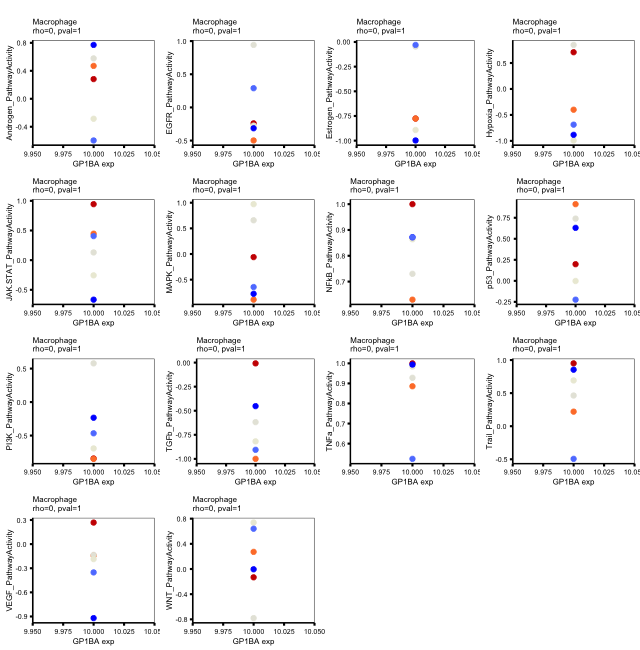 Macrophage
rho=0, pval=1
Androgen_PathwayActivity
0.8
0.4
0.0
-0.4
9.950 9.975 10.000 10.025 10.05
GP1BA exp
Macrophage
rho=0, pval=1
EGFR_PathwayActivity
1.0
0.5
0.0
-0.5
9.950 9.975 10.000 10.025 10.05
GP1BA exp
Macrophage
rho=0, pval=1
Estrogen_PathwayActivity
0.00
-0.25
-0.50
-0.75
-1.00
9.950 9.975 10.000 10.025 10.05
GP1BA exp
Macrophage
rho=0, pval=1
Hypoxia_PathwayActivity
0.5
0.0
-0.5
-1.0
9.950 9.975 10.000 10.025 10.05
GP1BA exp
Macrophage
rho=0, pval=1
JAK-STAT_PathwayActivity
1.0
0.5
0.0
-0.5
9.950 9.975 10.000 10.025 10.05
GP1BA exp
Macrophage
rho=0, pval=1
MAPK_PathwayActivity
1.0
0.5
0.0
-0.5
9.950 9.975 10.000 10.025 10.05
GP1BA exp
Macrophage
rho=0, pval=1
NFkB_PathwayActivity
1.0
0.9
0.8
0.7
9.950 9.975 10.000 10.025 10.05
GP1BA exp
Macrophage
rho=0, pval=1
p53_PathwayActivity
0.75
0.50
0.25
0.00
-0.25
9.950 9.975 10.000 10.025 10.05
GP1BA exp
Macrophage
rho=0, pval=1
PI3K_PathwayActivity
0.5
0.0
-0.5
9.950 9.975 10.000 10.025 10.05
GP1BA exp
Macrophage
rho=0, pval=1
TGFb_PathwayActivity
0.00
-0.25
-0.50
-0.75
-1.00
9.950 9.975 10.000 10.025 10.05
GP1BA exp
Macrophage
rho=0, pval=1
TNFa_PathwayActivity
1.0
0.9
0.8
0.7
0.6
9.950 9.975 10.000 10.025 10.05
GP1BA exp
Macrophage
rho=0, pval=1
Trail_PathwayActivity
1.0
0.5
0.0
-0.5
9.950 9.975 10.000 10.025 10.05
GP1BA exp
Macrophage
rho=0, pval=1
VEGF_PathwayActivity
0.3
0.0
-0.3
-0.6
-0.9
9.950 9.975 10.000 10.025 10.05
GP1BA exp
Macrophage
rho=0, pval=1
WNT_PathwayActivity
0.8
0.4
0.0
-0.4
-0.8
9.950 9.975 10.000 10.025 10.050
GP1BA exp